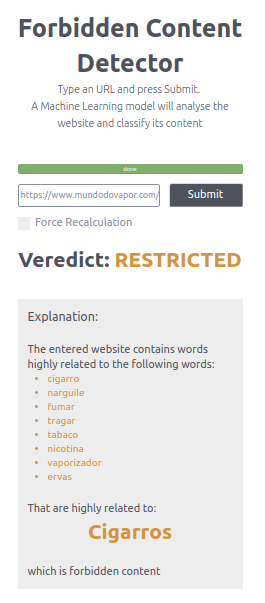 Forbidden Content
Detector
Type an URL and press Submit.
A Machine Learning model will analyse the
website and classify its content
done
https://www.mundodovapor.com/
Submit
Force Recalculation
Veredict: RESTRICTED
Explanation:
The entered website contains words
highly related to the following words:
• cigarro
• narguile
• fumar
• tragar
• tabaco
• nicotina
• vaporizador
• ervas
That are highly related to:
Cigarros
which is forbidden content